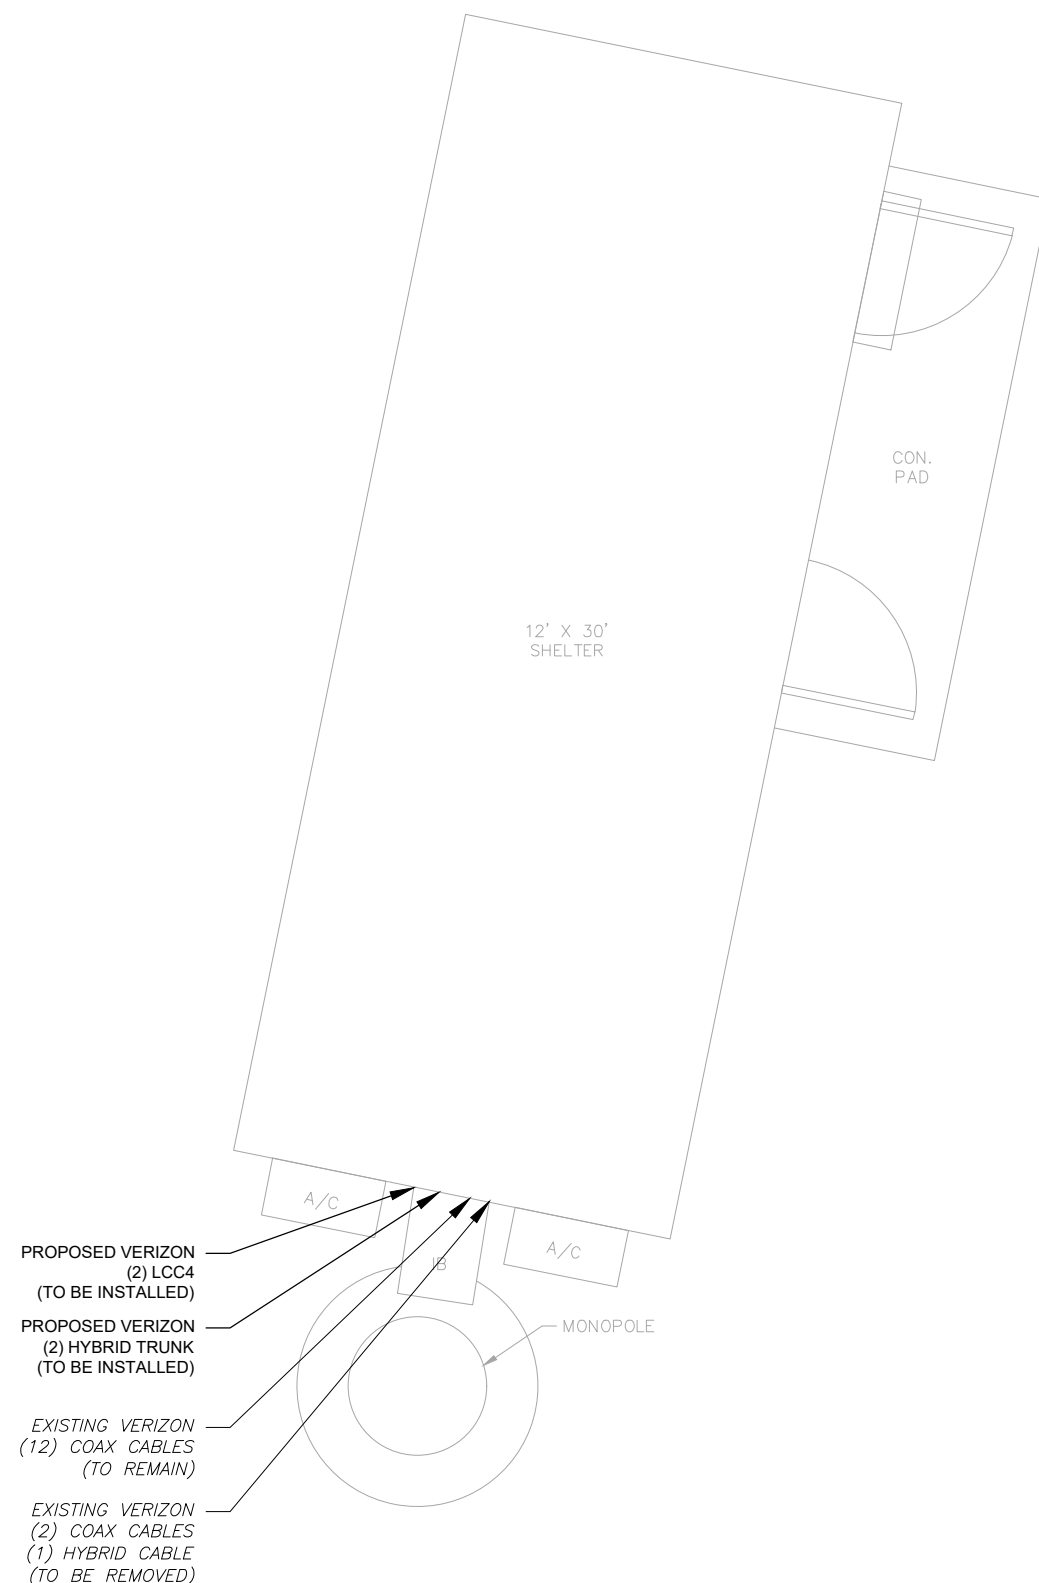 CON.
PAD
12' X 30'
SHELTER
A/C
A/C
IB
MONOPOLE
PROPOSED VERIZON
(2) LCC4
(TO BE INSTALLED)
PROPOSED VERIZON
(2) HYBRID TRUNK
(TO BE INSTALLED)
EXISTING VERIZON
(12) COAX CABLES
(TO REMAIN)
EXISTING VERIZON
(2) COAX CABLES
(1) HYBRID CABLE
(TO BE REMOVED)